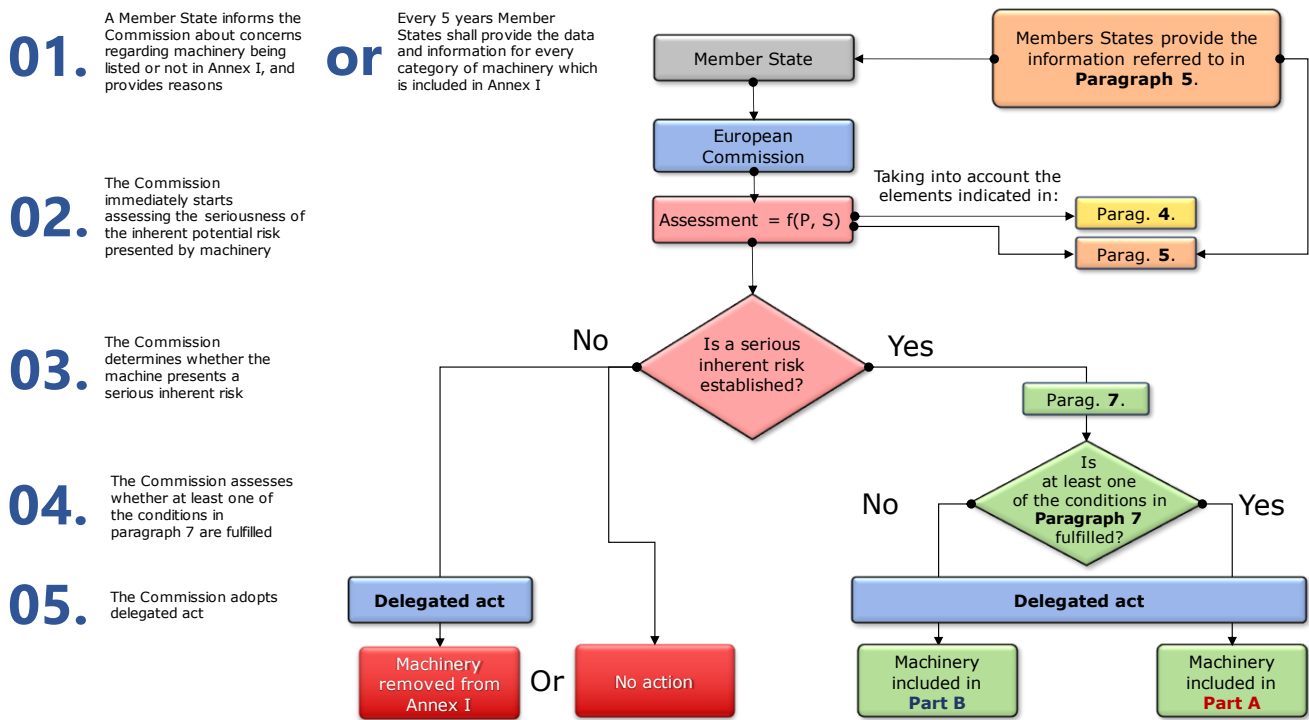 01.
A Member State informs the
Commission about concerns
regarding machinery being
listed or not in Annex I, and
provides reasons
or
Every 5 years Member
States shall provide the data
and information for every
category of machinery which
is included in Annex I
Member State
Members States provide the
information referred to in
Paragraph 5.
European
Commission
02.
The Commission
immediately starts
assessing the seriousness of
the inherent potential risk
presented by machinery
Assessment = f(P, S)
Taking into account the
elements indicated in:
Parag. 4.
Parag. 5.
03.
The Commission
determines whether the
machine presents a
serious inherent risk
No
Is a serious
inherent risk
established?
Yes
Parag. 7.
04.
The Commission assesses
whether at least one of
the conditions in
paragraph 7 are fulfilled
No
Is
at least one
of the conditions in
Paragraph 7
fulfilled?
Yes
05.
The Commission adopts
delegated act
Delegated act
Delegated act
Machinery
removed from
Annex I
Or
No action
Machinery
included in
Part B
Machinery
included in
Part A